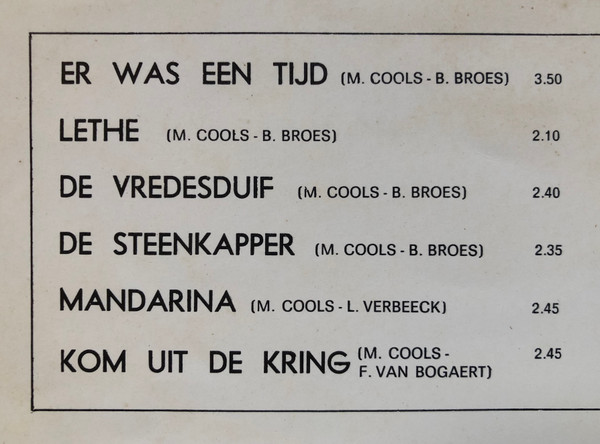 ER WAS EEN TIJD (M. COOLS - B. BROES) 3.50
LETHE (M. COOLS - B. BROES) 2.10
DE VREDESDUIF (M. COOLS - B. BROES) 2.40
DE STEENKAPPER (M. COOLS - B. BROES) 2.35
MANDARINA (M. COOLS - L. VERBEECK) 2.45
KOM UIT DE KRING (M. COOLS - 2.45
F. VAN BOGAERT)